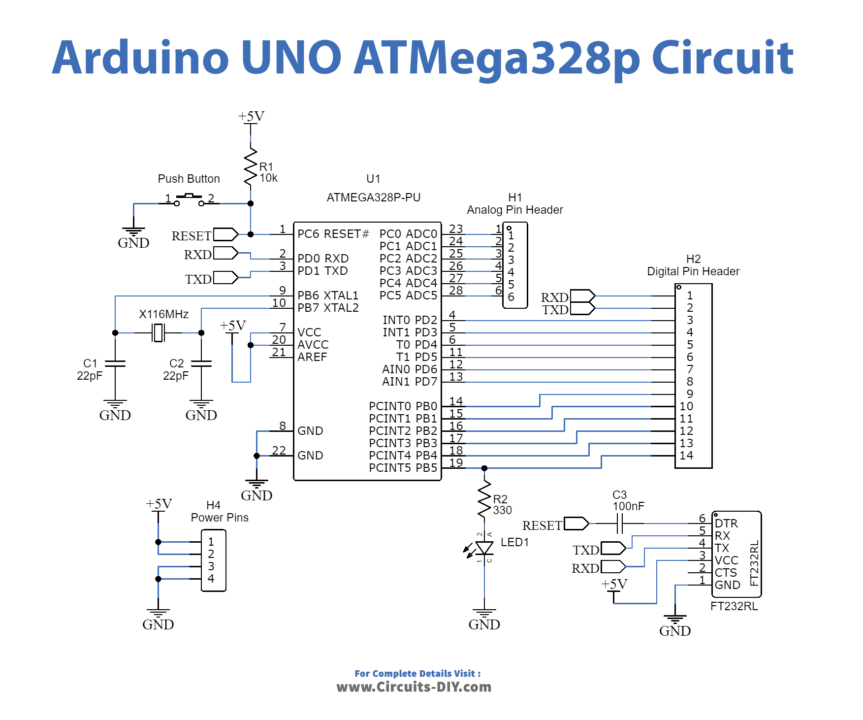 Arduino UNO ATMega328p Circuit
+5V
R1
10k
Push Button
1 2
GND
RESET
RXD
TXD
U1
ATMEGA328P-PU
1 PC6 RESET#
2 PD0 RXD
3 PD1 TXD
9 PB6 XTAL1
10 PB7 XTAL2
7 VCC
20 AVCC
21 AREF
8 GND
22 GND
PC0 ADC0 23
PC1 ADC1 24
PC2 ADC2 25
PC3 ADC3 26
PC4 ADC4 27
PC5 ADC5 28
INT0 PD2 4
INT1 PD3 5
T0 PD4 6
T1 PD5 11
AIN0 PD6 12
AIN1 PD7 13
PCINT0 PB0 14
PCINT1 PB1 15
PCINT2 PB2 16
PCINT3 PB3 17
PCINT4 PB4 18
PCINT5 PB5 19
H1
Analog Pin Header
1 1
2 2
3 3
4 4
5 5
6 6
H2
Digital Pin Header
RXD
TXD
1
2
3
4
5
6
7
8
9
10
11
12
13
14
X116MHz
+5V
C1
22pF
C2
22pF
GND
GND
GND
+5V
H4
Power Pins
1
2
3
4
GND
R2
330
2 A
LED1
1 C
GND
C3
100nF
RESET
TXD
RXD
+5V
6 DTR
5 RX
4 TX
3 VCC
2 CTS
1 GND
FT232RL
FT232RL
GND
For Complete Details Visit :
www.Circuits-DIY.com